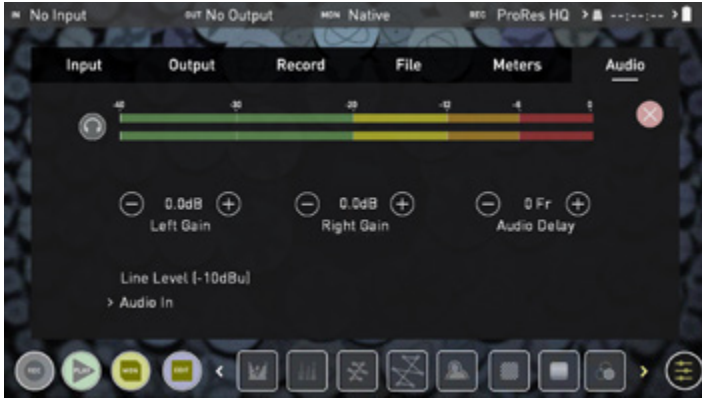 IN No Input OUT No Output MON Native REC ProRes HQ > --:--:-- >
Input Output Record File Meters Audio
-40 -30 -20 -12 -6 0
0.0dB 0.0dB 0 Fr
Left Gain Right Gain Audio Delay
Line Level (-10dBu)
> Audio In
REC PLAY MON EDIT < >